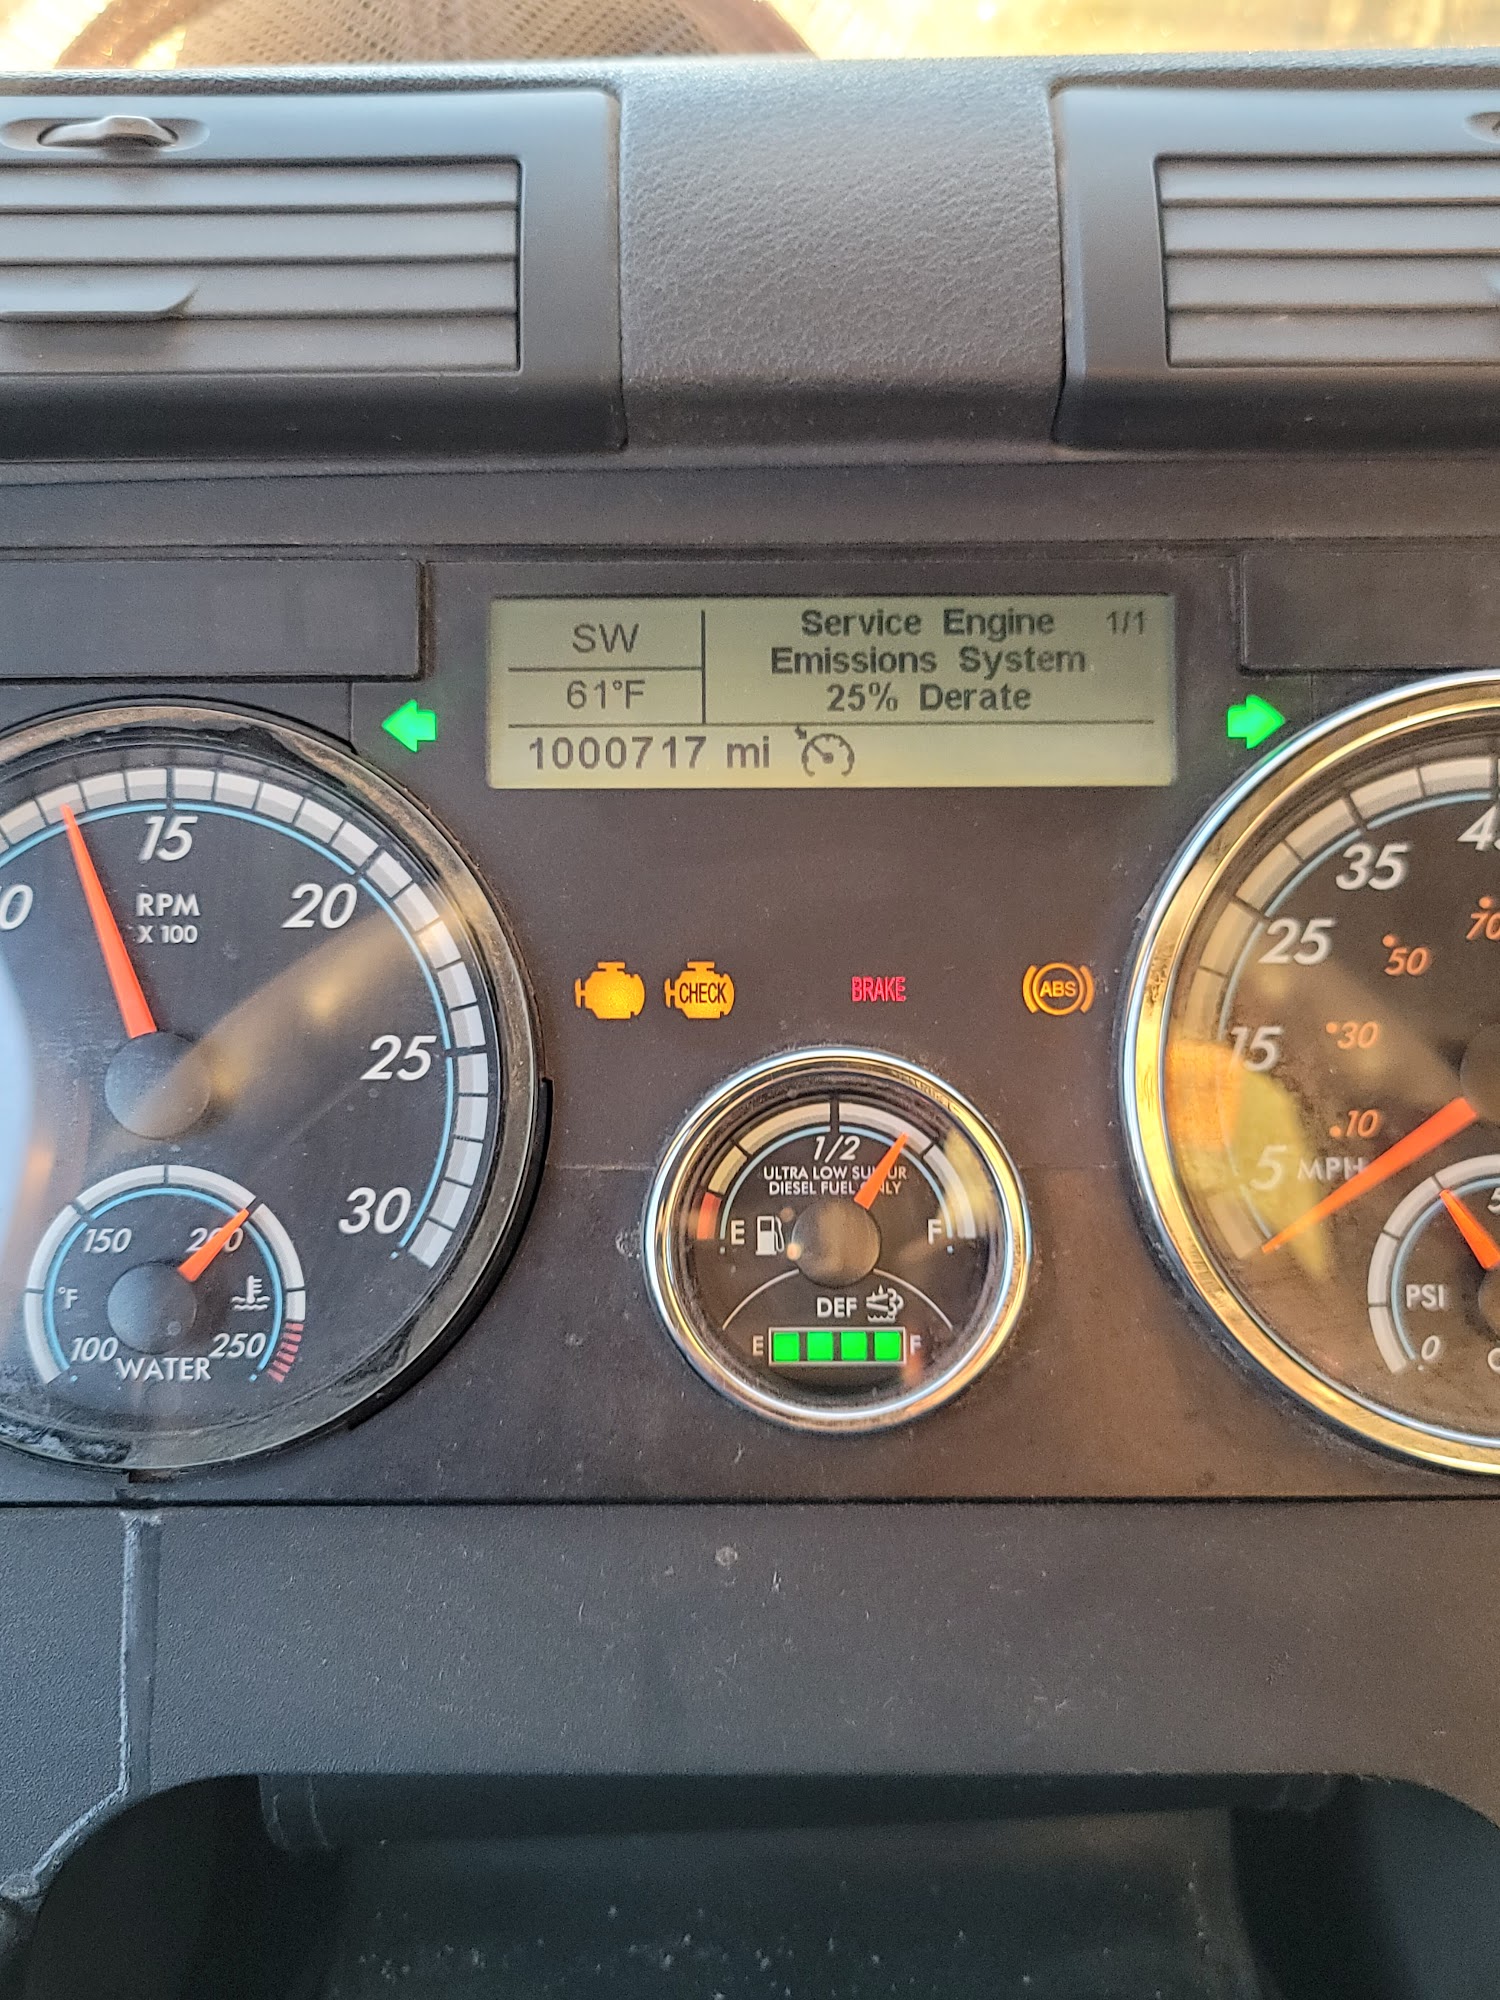 SW
61°F
Service Engine 1/1
Emissions System
25% Derate
1000717 mi
15
20
25
30
RPM
X 100
150
°F
100
250
WATER
CHECK
BRAKE
ABS
1/2
DIESEL FUEL
E
F
DEF
E
F
35
25
15
5
MPH
50
30
10
PSI
0